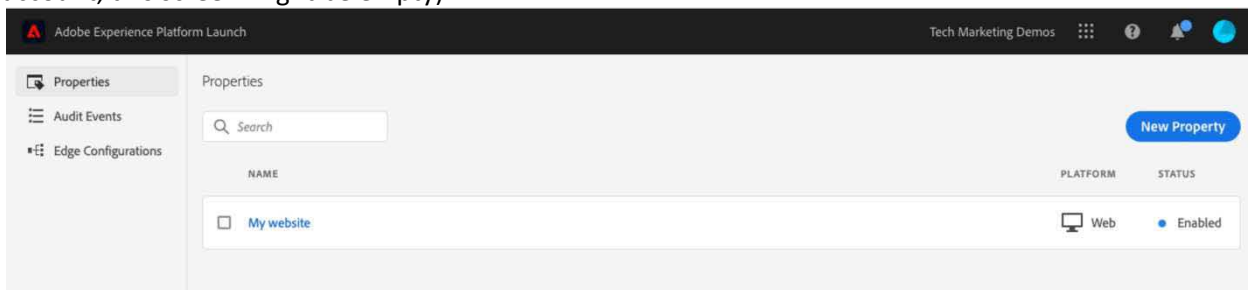 Adobe Experience Platform Launch Tech Marketing Demos
Properties
Audit Events
Edge Configurations
Properties
Search
New Property
NAME PLATFORM STATUS
My website Web Enabled